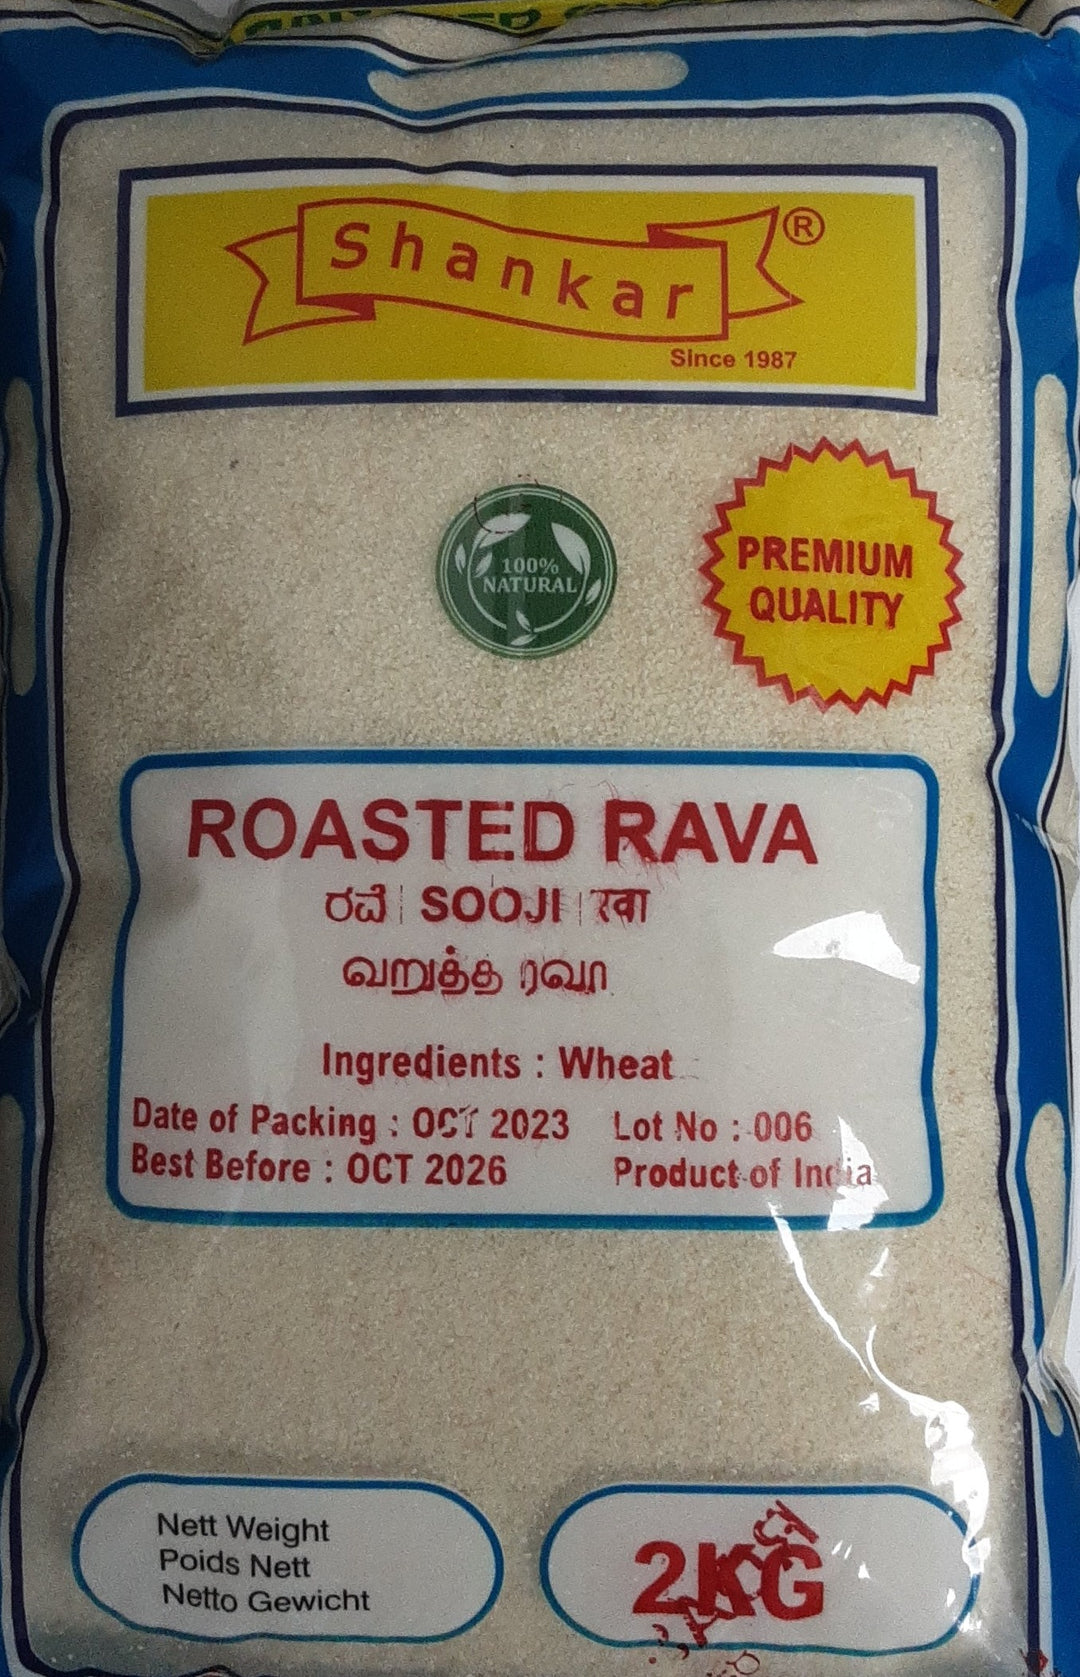 Shankar®
Since 1987
100%
NATURAL
PREMIUM
QUALITY
ROASTED RAVA
ರವೆ | SOOJI | रवा
வறுத்த ரவா
Ingredients : Wheat
Date of Packing : OCT 2023 Lot No : 006
Best Before : OCT 2026 Product of India
Nett Weight
Poids Nett
Netto Gewicht
2KG